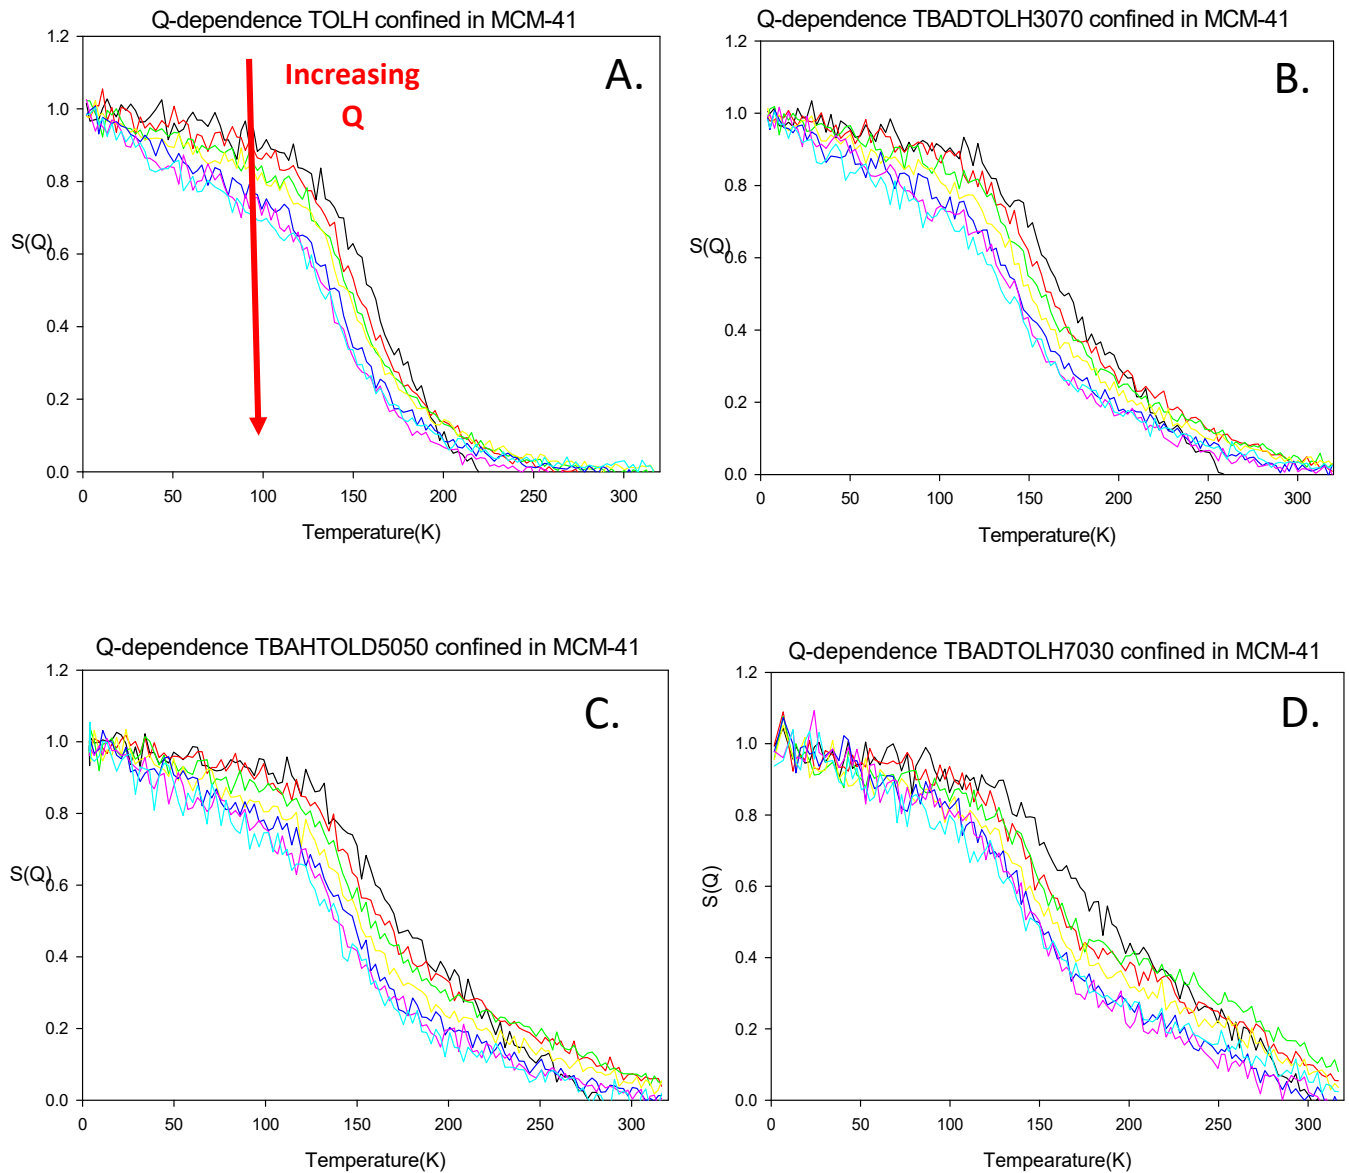 Q-dependence TOLH confined in MCM-41
A.
Increasing
Q
1.2
1.0
0.8
0.6
0.4
0.2
0.0
S(Q)
0 50 100 150 200 250 300
Temperature(K)
Q-dependence TBADTOLH3070 confined in MCM-41
B.
1.2
1.0
0.8
0.6
0.4
0.2
0.0
S(Q)
0 50 100 150 200 250 300
Temperature(K)
Q-dependence TBAHTOLD5050 confined in MCM-41
C.
1.2
1.0
0.8
0.6
0.4
0.2
0.0
S(Q)
0 50 100 150 200 250 300
Temperature(K)
Q-dependence TBADTOLH7030 confined in MCM-41
D.
1.2
1.0
0.8
0.6
0.4
0.2
0.0
S(Q)
0 50 100 150 200 250 300
Tempearature(K)